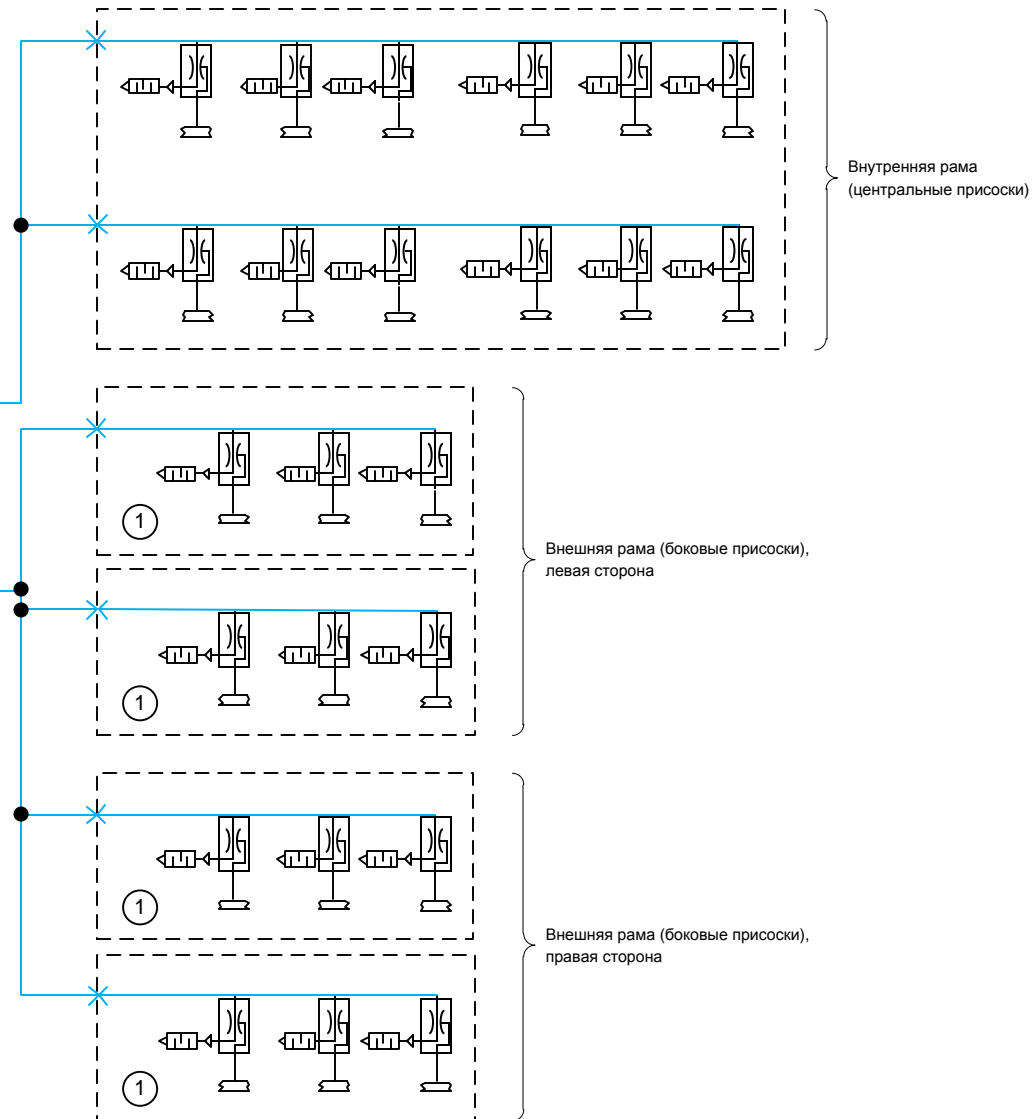 Внутренняя рама
(центральные присоски)
1
Внешняя рама (боковые присоски),
левая сторона
1
1
Внешняя рама (боковые присоски),
правая сторона
1